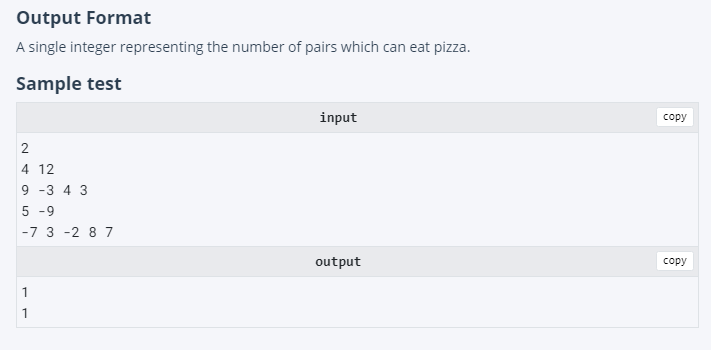 Output Format
A single integer representing the number of pairs which can eat pizza.
Sample test
input
copy
2
4 12
9 -3 4 3
5 -9
-7 3 -2 8 7
output
copy
1
1